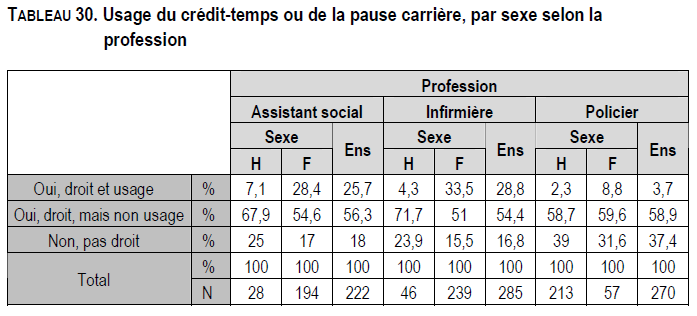 TABLEAU 30. Usage du crédit-temps ou de la pause carrière, par sexe selon la
profession
Profession
Assistant social Infirmière Policier
Sexe Ens Sexe Ens Sexe Ens
H F H F H F
Oui, droit et usage % 7,1 28,4 25,7 4,3 33,5 28,8 2,3 8,8 3,7
Oui, droit, mais non usage % 67,9 54,6 56,3 71,7 51 54,4 58,7 59,6 58,9
Non, pas droit % 25 17 18 23,9 15,5 16,8 39 31,6 37,4
Total % 100 100 100 100 100 100 100 100 100
N 28 194 222 46 239 285 213 57 270